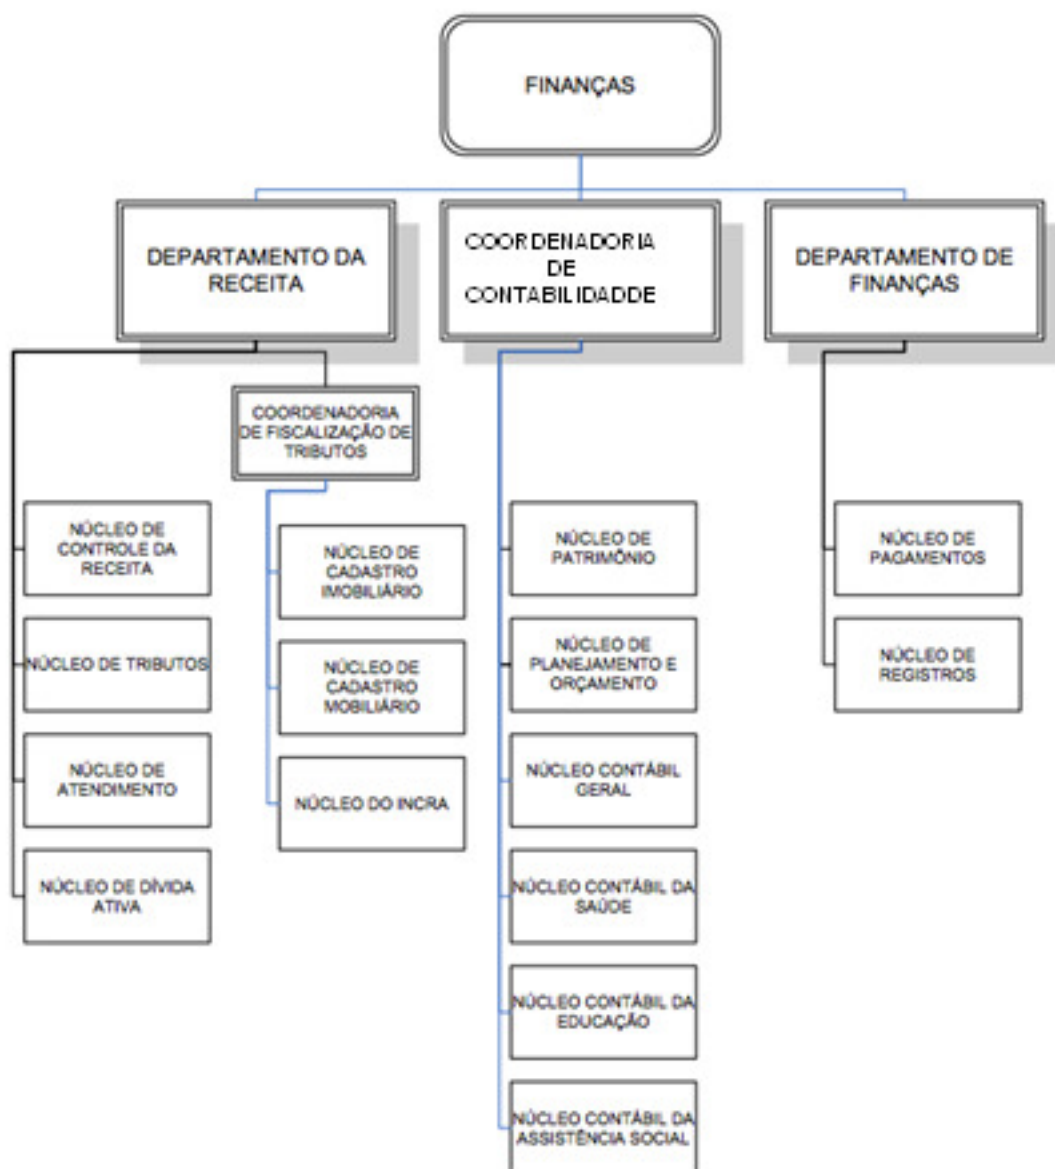 FINANÇAS
DEPARTAMENTO DA
RECEITA
COORDENADORIA
DE
CONTABILIDADDE
DEPARTAMENTO DE
FINANÇAS
COORDENADORIA
DE FISCALIZAÇÃO DE
TRIBUTOS
NÚCLEO DE
CONTROLE DA
RECEITA
NÚCLEO DE TRIBUTOS
NÚCLEO DE
ATENDIMENTO
NÚCLEO DE DÍVIDA
ATIVA
NÚCLEO DE
CADASTRO
IMOBILIÁRIO
NÚCLEO DE
CADASTRO
MOBILIÁRIO
NÚCLEO DO INCRA
NÚCLEO DE
PATRIMÔNIO
NÚCLEO DE
PLANEJAMENTO E
ORÇAMENTO
NÚCLEO CONTÁBIL
GERAL
NÚCLEO CONTÁBIL DA
SAÚDE
NÚCLEO CONTÁBIL DA
EDUCAÇÃO
NÚCLEO CONTÁBIL DA
ASSISTÊNCIA SOCIAL
NÚCLEO DE
PAGAMENTOS
NÚCLEO DE
REGISTROS